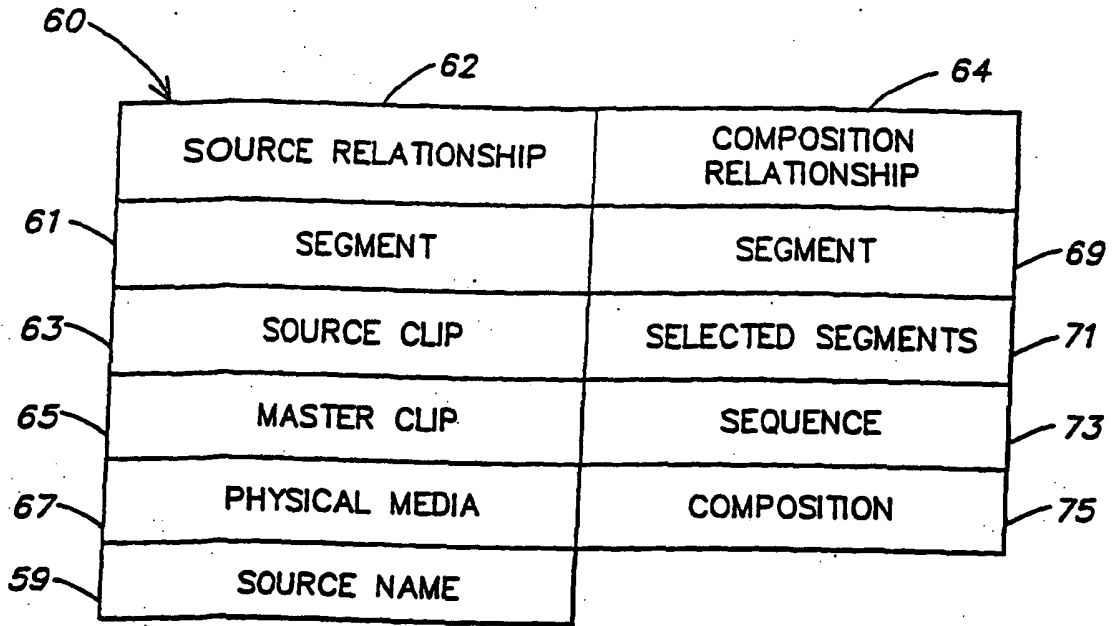 60
62
64
SOURCE RELATIONSHIP
COMPOSITION
RELATIONSHIP
61
SEGMENT
SEGMENT
69
63
SOURCE CLIP
SELECTED SEGMENTS
71
65
MASTER CLIP
SEQUENCE
73
67
PHYSICAL MEDIA
COMPOSITION
75
59
SOURCE NAME